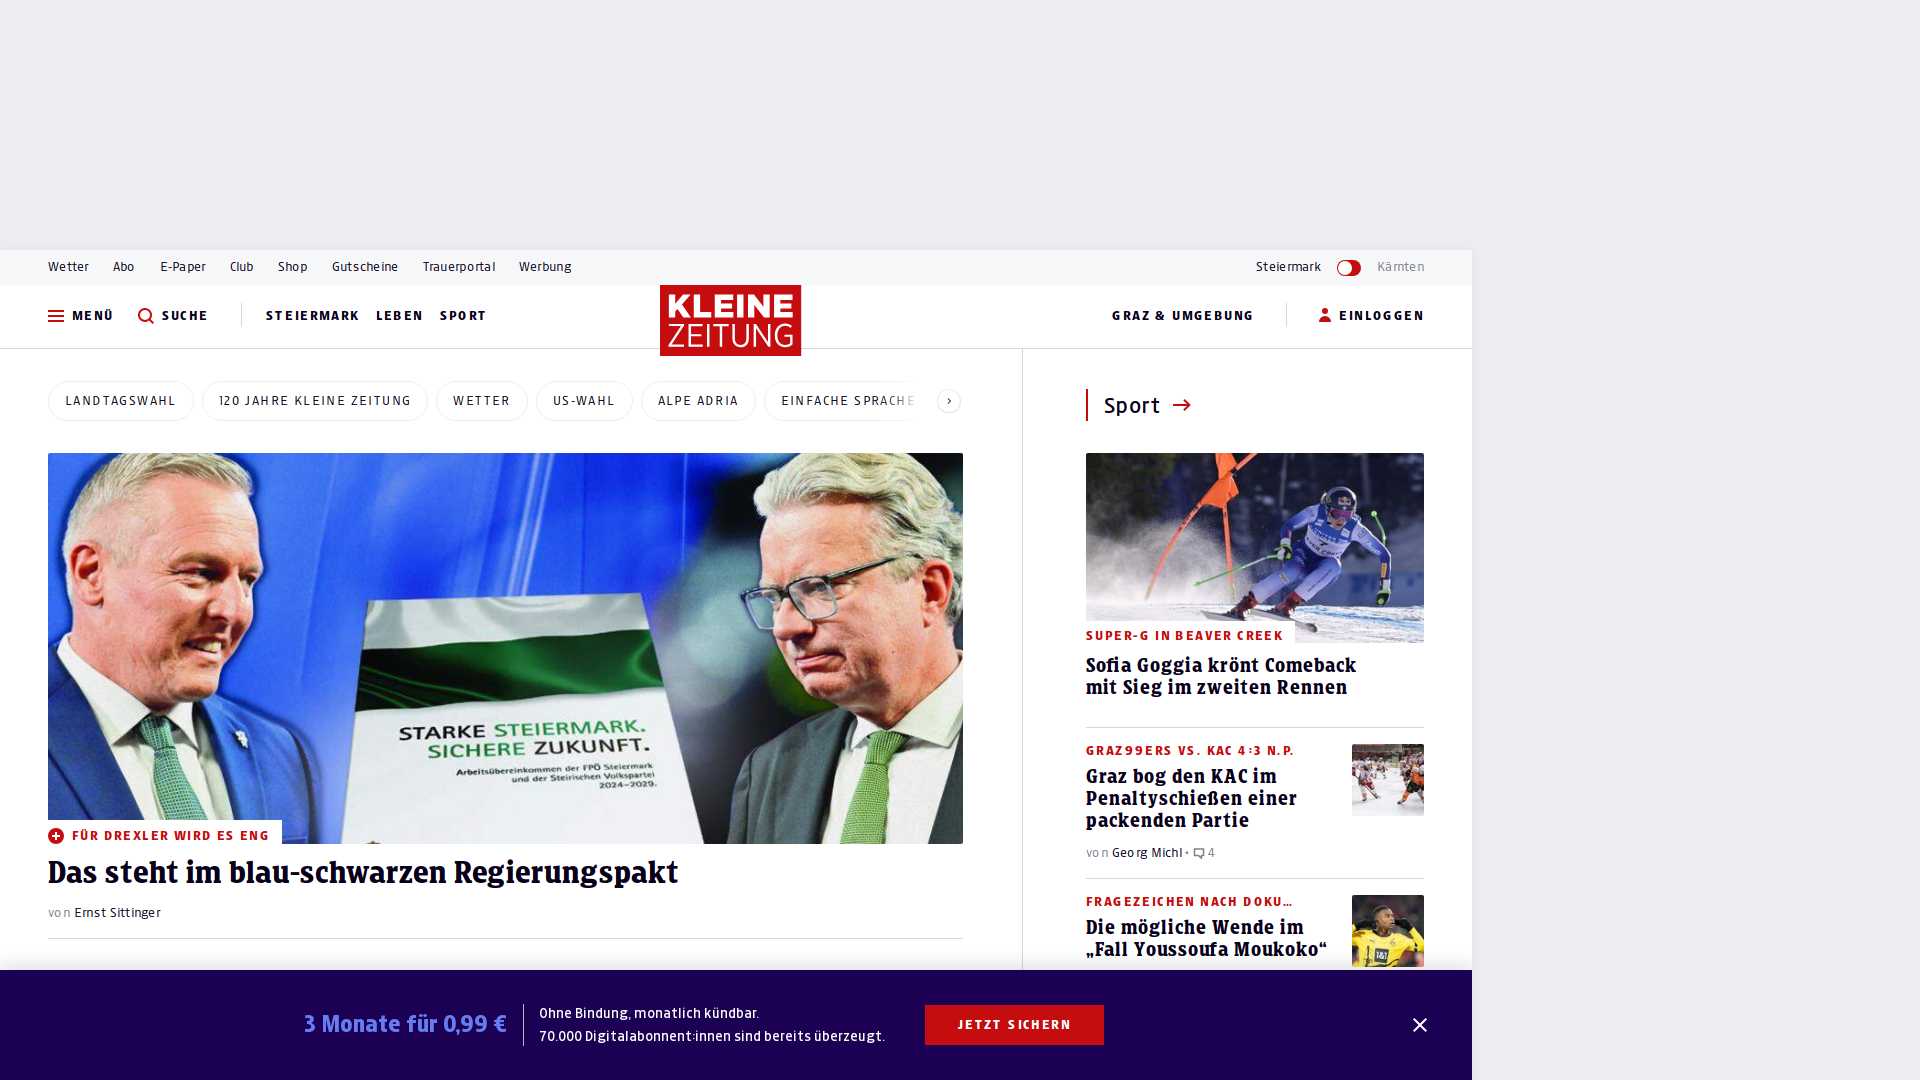 Wetter Abo E-Paper Club Shop Gutscheine Trauerportal Werbung Steiermark Kärnten
MENÜ SUCHE STEIERMARK LEBEN SPORT KLEINE ZEITUNG GRAZ & UMGEBUNG EINLOGGEN
LANDTAGSWAHL 120 JAHRE KLEINE ZEITUNG WETTER US-WAHL ALPE ADRIA EINFACHE SPRACHE
STARKE STEIERMARK.
SICHERE ZUKUNFT.
Arbeitsübereinkommen der FPÖ Steiermark
und der Steirischen Volkspartei
2024–2029.
FÜR DREXLER WIRD ES ENG
Das steht im blau-schwarzen Regierungspakt
von Ernst Sittinger
Sport
SUPER-G IN BEAVER CREEK
Sofia Goggia krönt Comeback
mit Sieg im zweiten Rennen
GRAZ99ERS VS. KAC 4:3 N.P.
Graz bog den KAC im
Penaltyschießen einer
packenden Partie
von Georg Michl • 4
FRAGEZEICHEN NACH DOKU…
Die mögliche Wende im
„Fall Youssoufa Moukoko“
3 Monate für 0,99 €
Ohne Bindung, monatlich kündbar.
70.000 Digitalabonnent:innen sind bereits überzeugt.
JETZT SICHERN